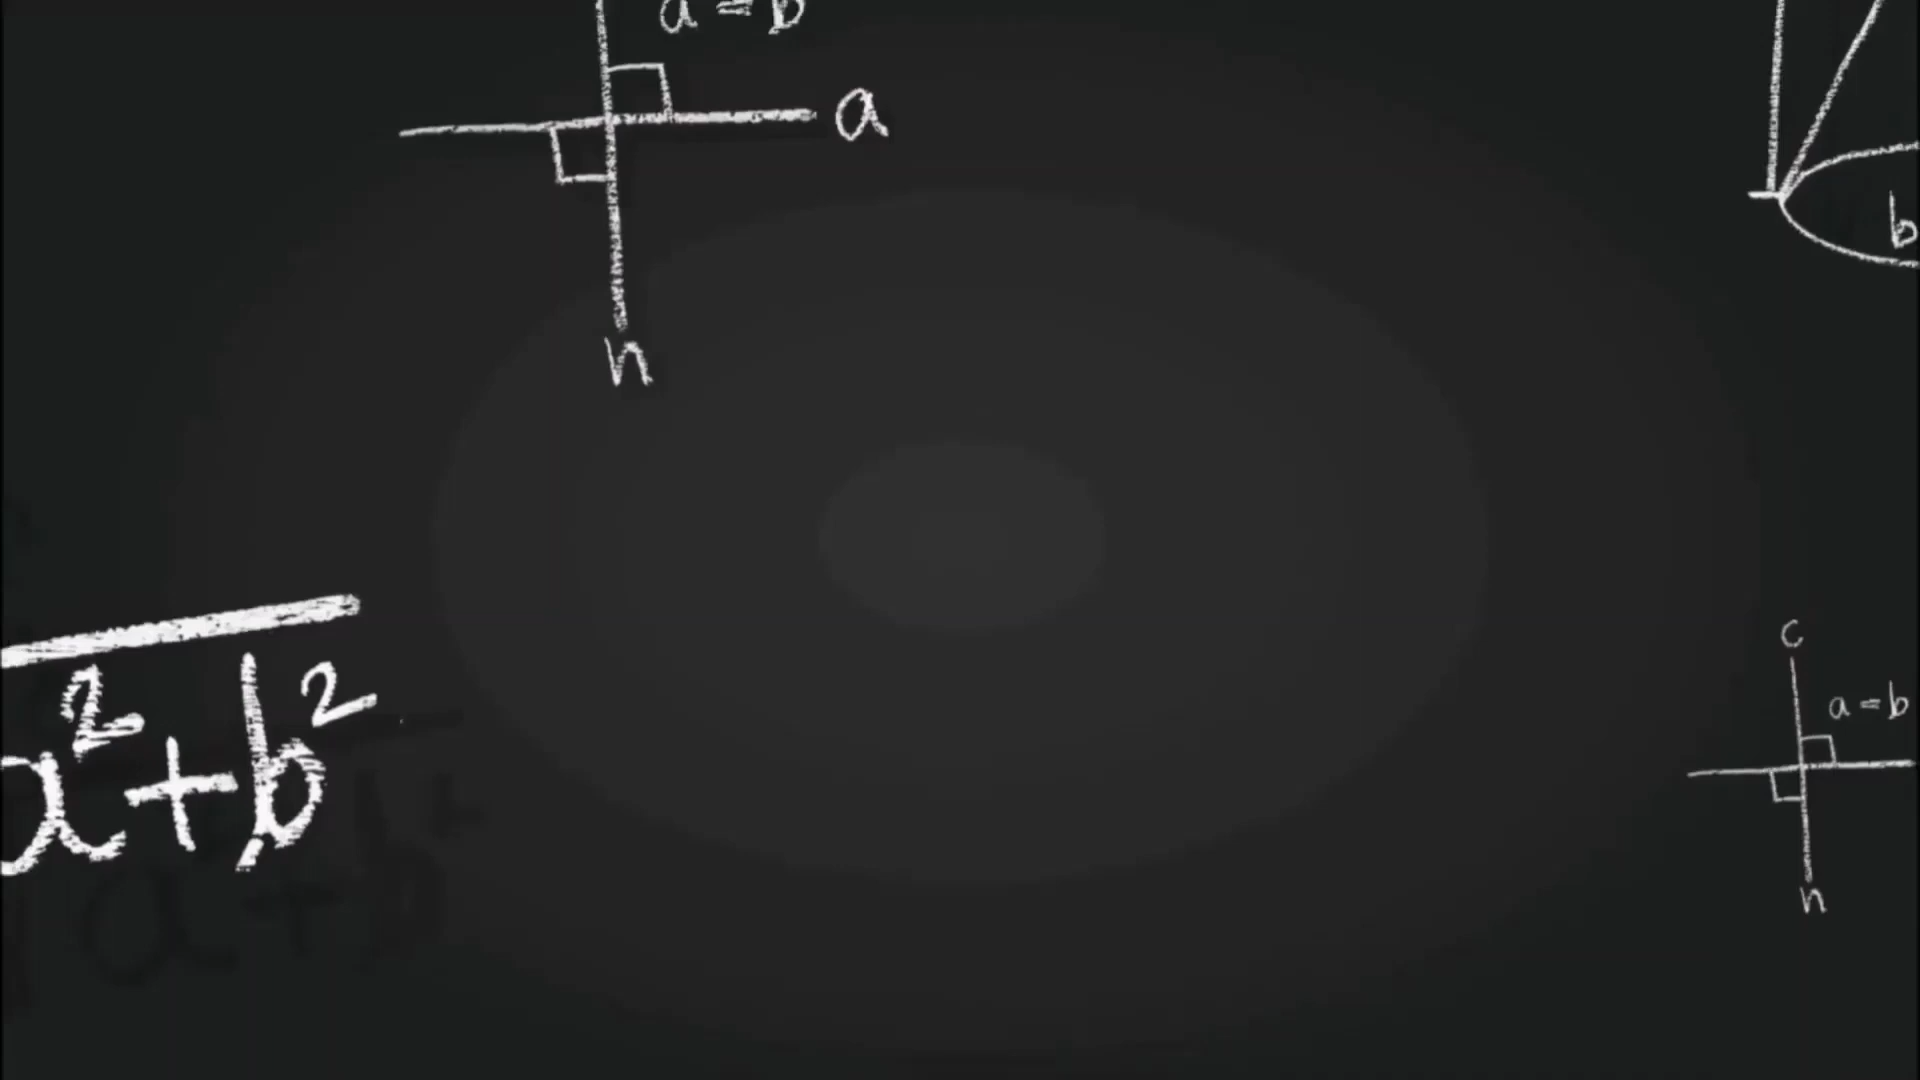 a = b
a
n
b
a²+b²
c
a = b
n